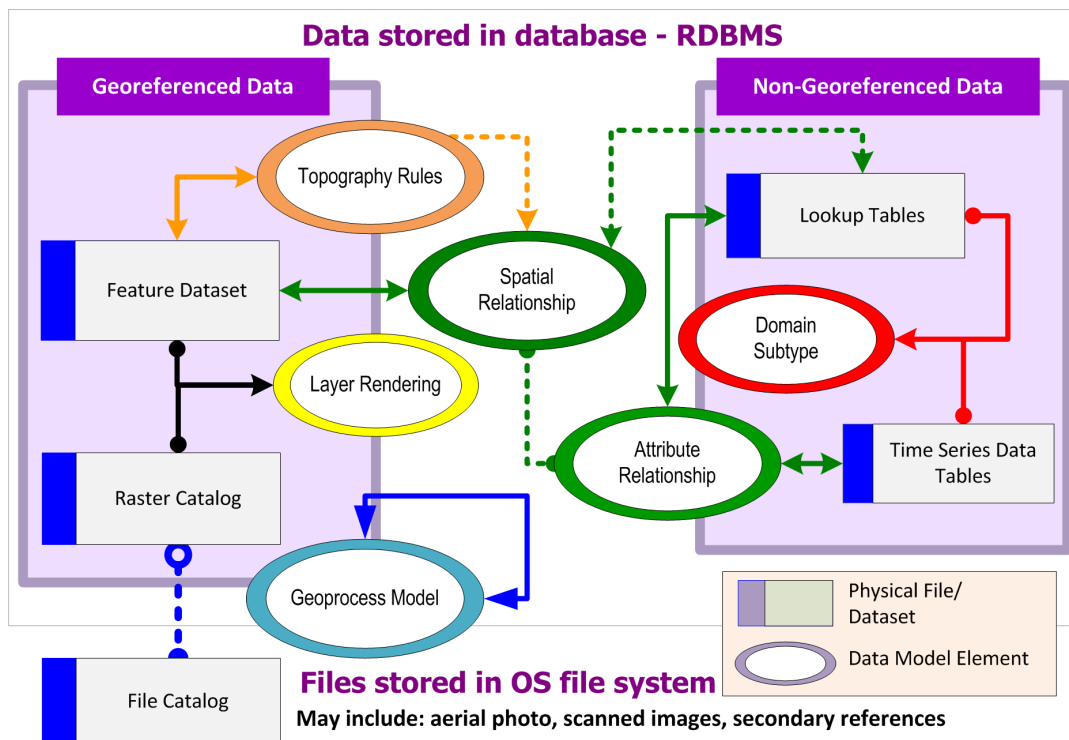 Data stored in database - RDBMS
Georeferenced Data
Non-Georeferenced Data
Topography Rules
Lookup Tables
Feature Dataset
Spatial
Relationship
Domain
Subtype
Layer Rendering
Attribute
Relationship
Time Series Data
Tables
Raster Catalog
Geoprocess Model
Physical File/
Dataset
Data Model Element
File Catalog
Files stored in OS file system
May include: aerial photo, scanned images, secondary references